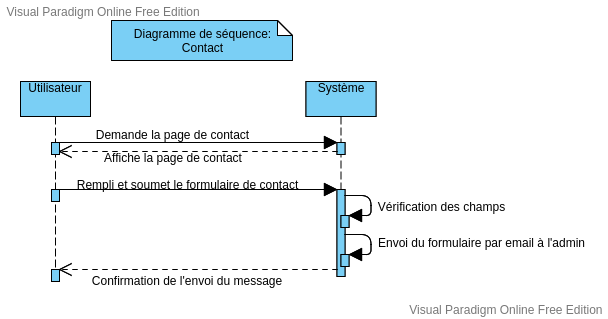 Visual Paradigm Online Free Edition
Diagramme de séquence:
Contact
Utilisateur
Système
Demande la page de contact
Affiche la page de contact
Rempli et soumet le formulaire de contact
Vérification des champs
Envoi du formulaire par email à l'admin
Confirmation de l'envoi du message
Visual Paradigm Online Free Edition